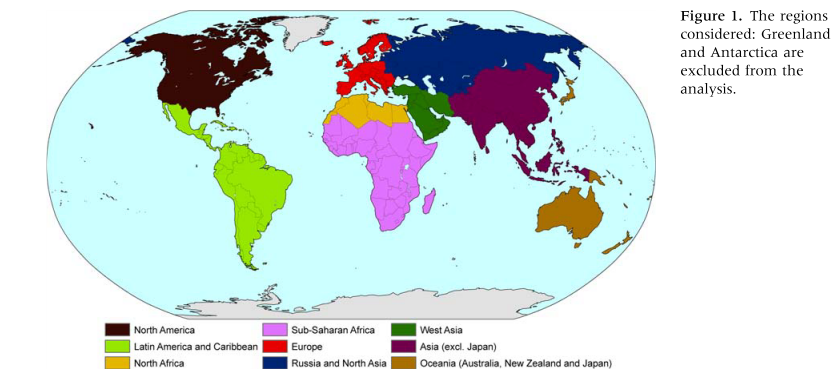 Figure 1. The regions
considered: Greenland
and Antarctica are
excluded from the
analysis.
North America
Sub-Saharan Africa
West Asia
Latin America and Caribbean
Europe
Asia (excl. Japan)
North Africa
Russia and North Asia
Oceania (Australia, New Zealand and Japan)